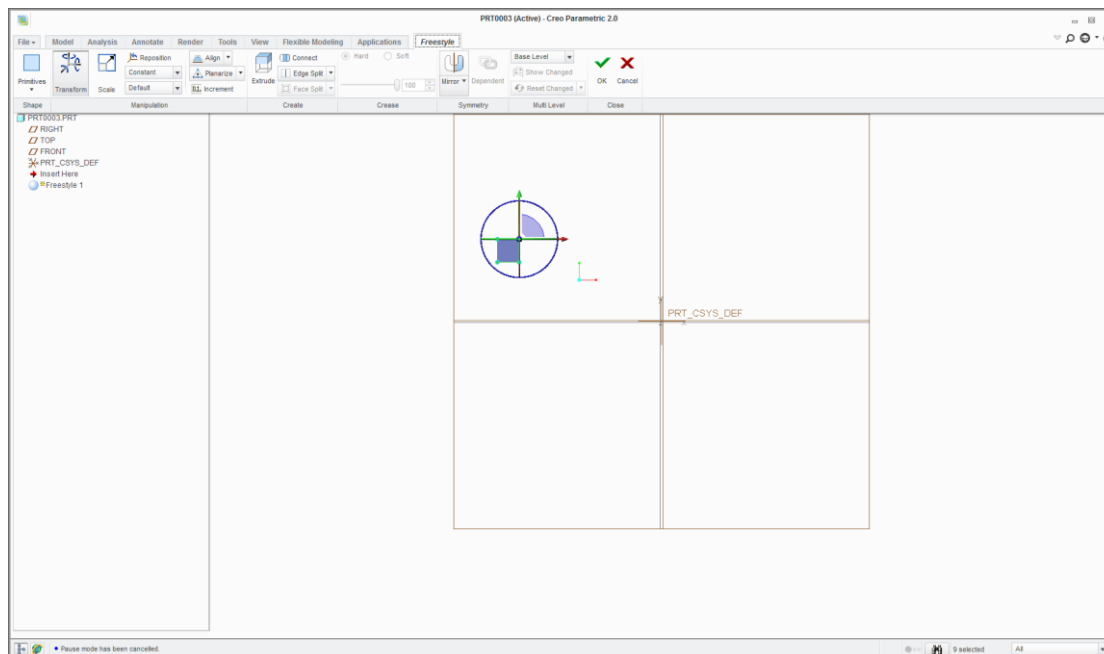 PRT0003 (Active) - Creo Parametric 2.0
File Model Analysis Annotate Render Tools View Flexible Modeling Applications Freestyle
Reposition Align Connect Hard Soft Base Level
Constant Planarize Edge Split Show Changed
Primitives Transform Scale Default Increment Extrude Face Split 100 Mirror Dependent Reset Changed OK Cancel
Shape Manipulation Create Crease Symmetry Multi Level Close
PRT0003.PRT
RIGHT
TOP
FRONT
PRT_CSYS_DEF
Insert Here
Freestyle 1
PRT_CSYS_DEF
Pause mode has been cancelled. 9 selected All